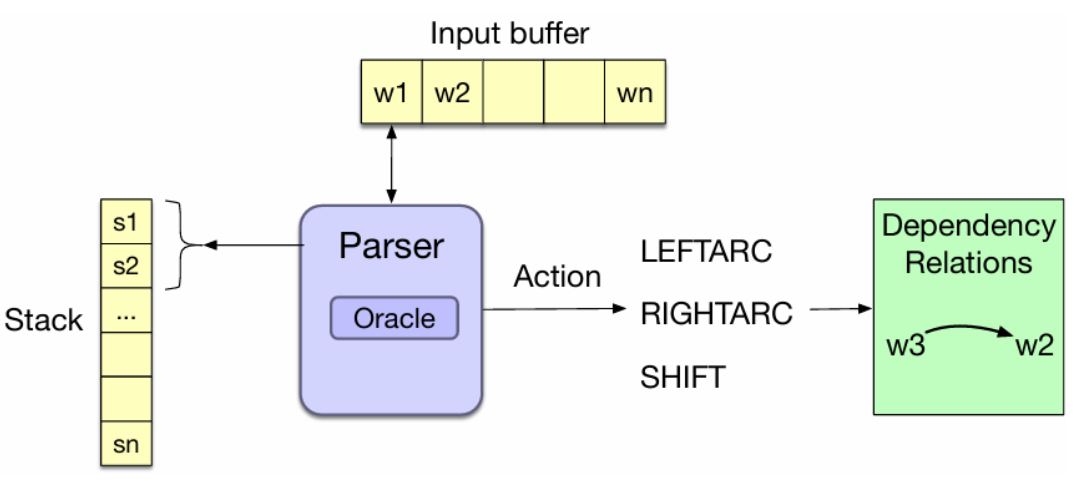 Input buffer
w1 w2 wn
Stack
s1
s2
...
sn
Parser
Oracle
Action
LEFTARC
RIGHTARC
SHIFT
Dependency
Relations
w3 w2